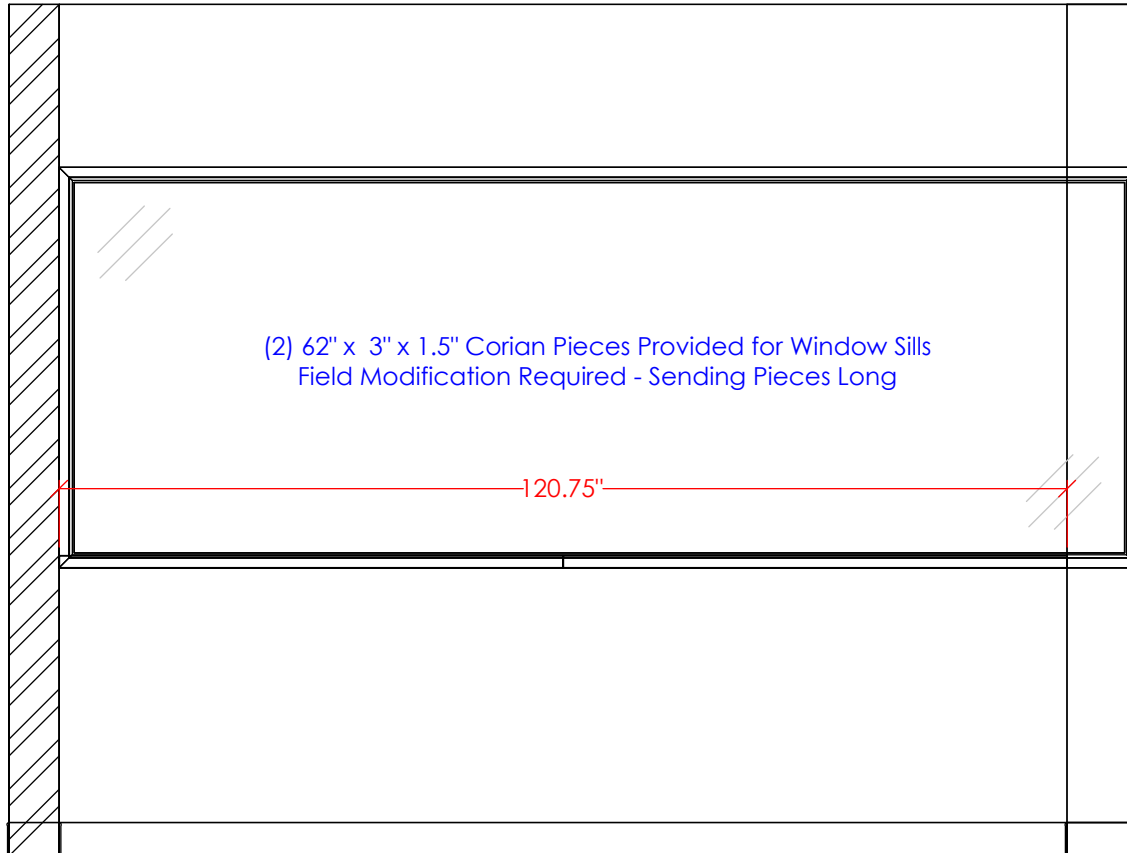 (2) 62" x  3" x 1.5" Corian Pieces Provided for Window Sills
Field Modification Required - Sending Pieces Long
120.75"